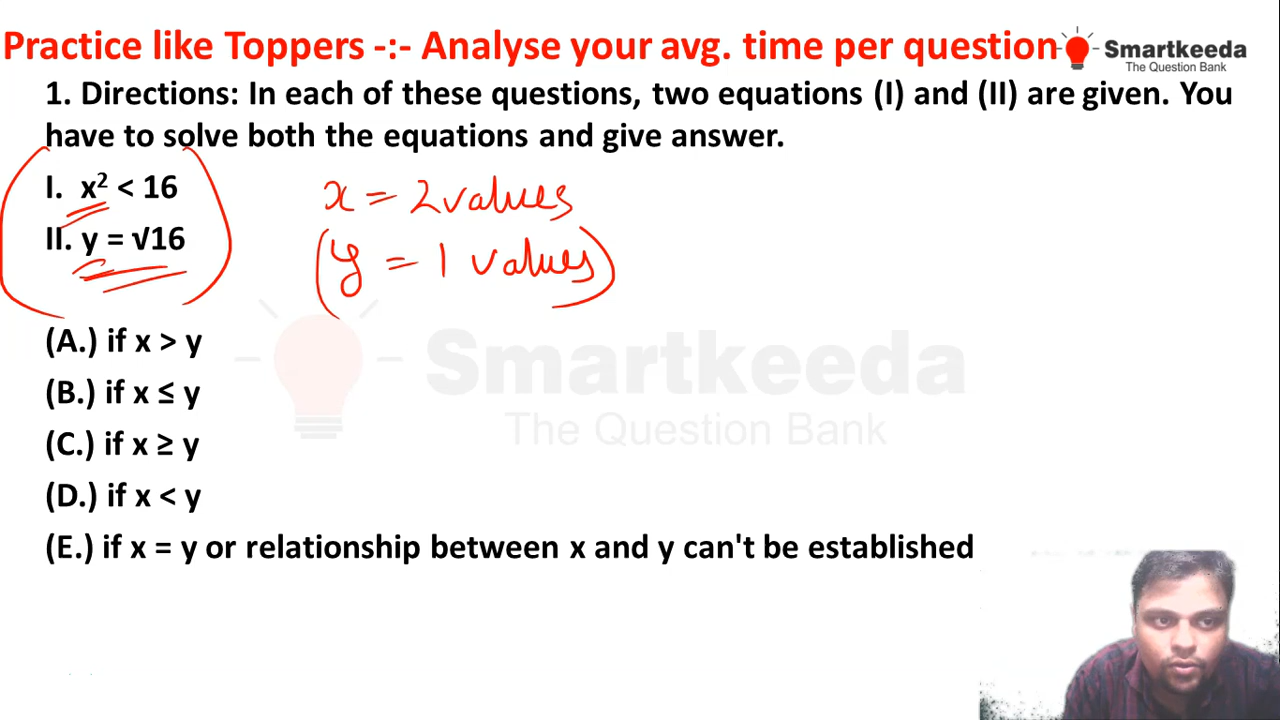 Practice like Toppers -:- Analyse your avg. time per question
Smartkeeda
The Question Bank
1. Directions: In each of these questions, two equations (I) and (II) are given. You
have to solve both the equations and give answer.
I. x² < 16
x = 2 values
II. y = √16
(y = 1 values)
(A.) if x > y
(B.) if x ≤ y
(C.) if x ≥ y
(D.) if x < y
(E.) if x = y or relationship between x and y can't be established
Smartkeeda
The Question Bank